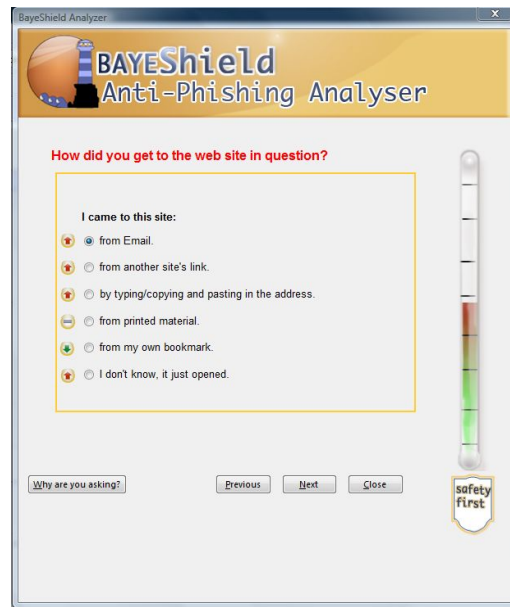 BayeShield Analyzer
X
BAYEShield
Anti-Phishing Analyser
How did you get to the web site in question?
I came to this site:
from Email.
from another site's link.
by typing/copying and pasting in the address.
from printed material.
from my own bookmark.
I don't know, it just opened.
Why are you asking?
Previous
Next
Close
safety
first